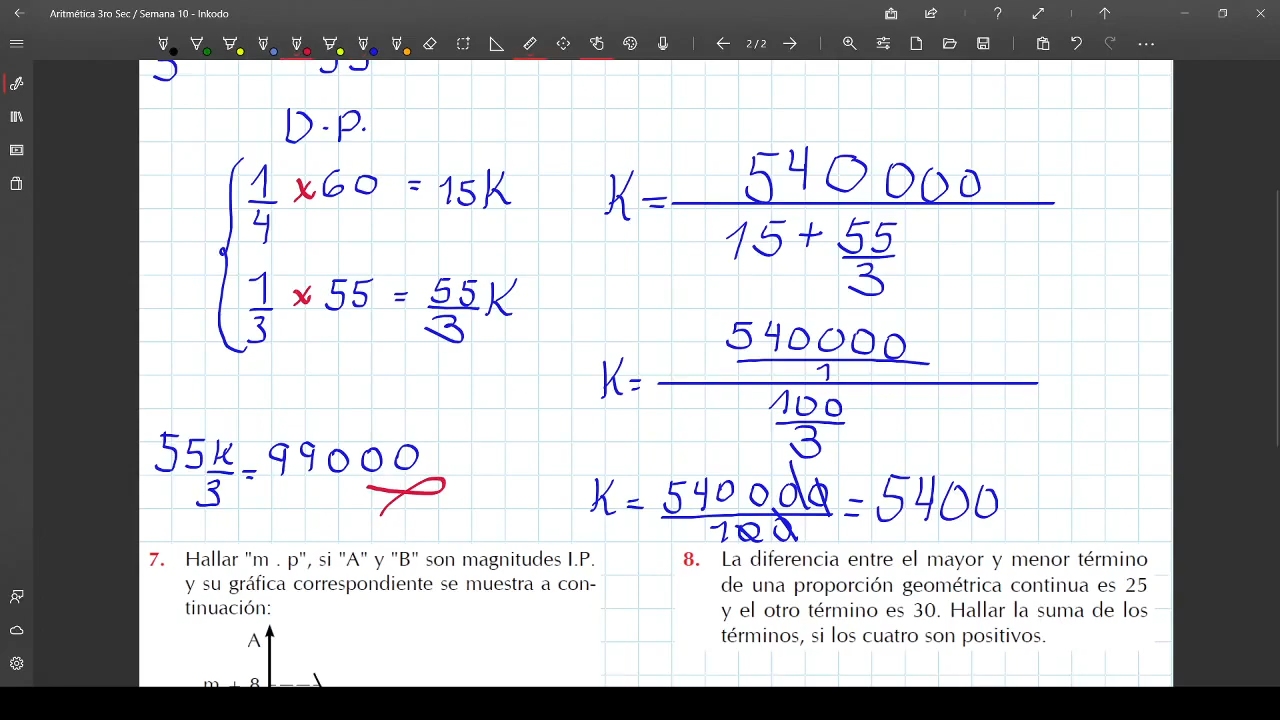 Aritmética 3ro Sec / Semana 10 - Inkodo
2/2
D.P.
1/4 x 60 = 15K
1/3 x 55 = 55/3 K
55K/3 = 99000
K = 540000 / 15 + 55/3
K = 540000/1 / 100/3
K = 540000/100 = 5400
7. Hallar "m . p", si "A" y "B" son magnitudes I.P.
y su gráfica correspondiente se muestra a con-
tinuación:
A
m + 8
8. La diferencia entre el mayor y menor término
de una proporción geométrica continua es 25
y el otro término es 30. Hallar la suma de los
términos, si los cuatro son positivos.